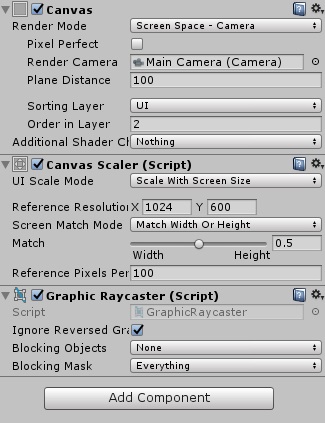 Canvas
Render Mode Screen Space - Camera
Pixel Perfect
Render Camera Main Camera (Camera)
Plane Distance 100
Sorting Layer UI
Order in Layer 2
Additional Shader Ch Nothing
Canvas Scaler (Script)
UI Scale Mode Scale With Screen Size
Reference Resolution X 1024 Y 600
Screen Match Mode Match Width Or Height
Match 0.5
Width Height
Reference Pixels Per 100
Graphic Raycaster (Script)
Script GraphicRaycaster
Ignore Reversed Gra
Blocking Objects None
Blocking Mask Everything
Add Component